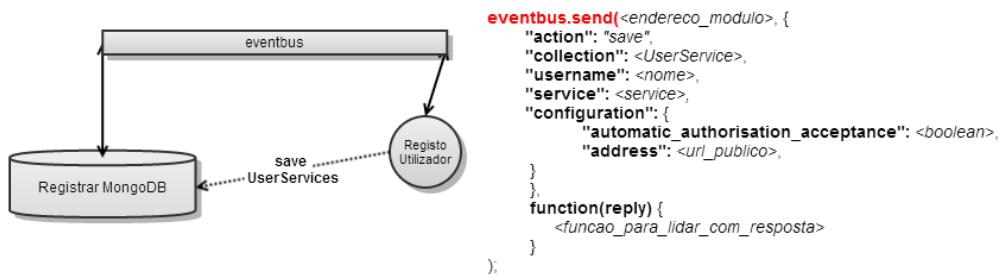 eventbus
Registo
Utilizador
save
UserServices
Registrar MongoDB
eventbus.send(<endereco_modulo>, {
"action": "save",
"collection": <UserService>,
"username": <nome>,
"service": <service>,
"configuration": {
"automatic_authorisation_acceptance": <boolean>,
"address": <url_publico>,
}
},
function(reply) {
<funcao_para_lidar_com_resposta>
}
);